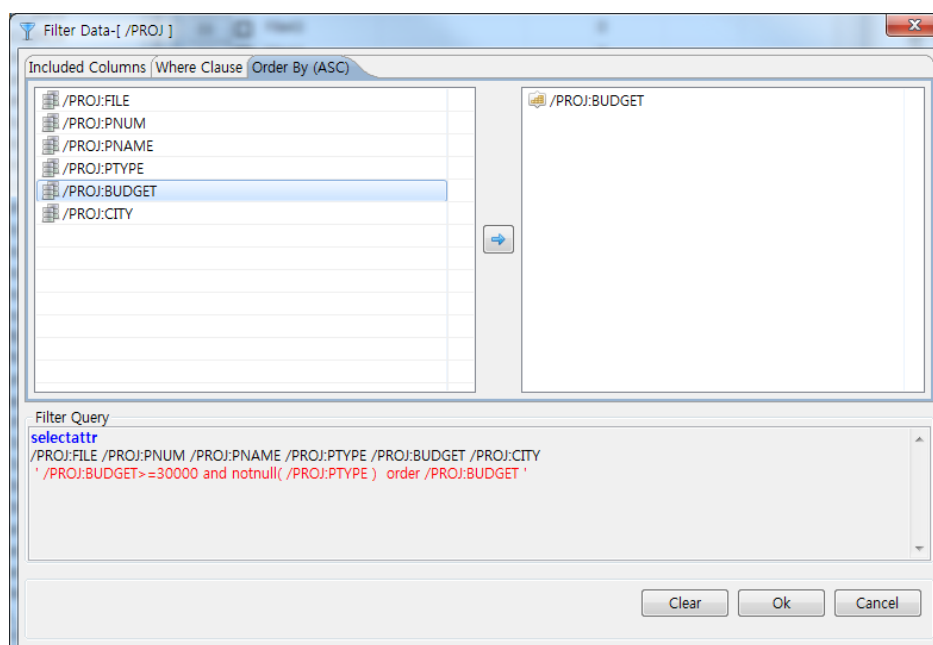 Filter Data-[ /PROJ ]
Included Columns Where Clause Order By (ASC)
/PROJ:FILE
/PROJ:PNUM
/PROJ:PNAME
/PROJ:PTYPE
/PROJ:BUDGET
/PROJ:CITY
/PROJ:BUDGET
Filter Query
selectattr
/PROJ:FILE /PROJ:PNUM /PROJ:PNAME /PROJ:PTYPE /PROJ:BUDGET /PROJ:CITY
' /PROJ:BUDGET>=30000 and notnull( /PROJ:PTYPE )  order /PROJ:BUDGET '
Clear Ok Cancel